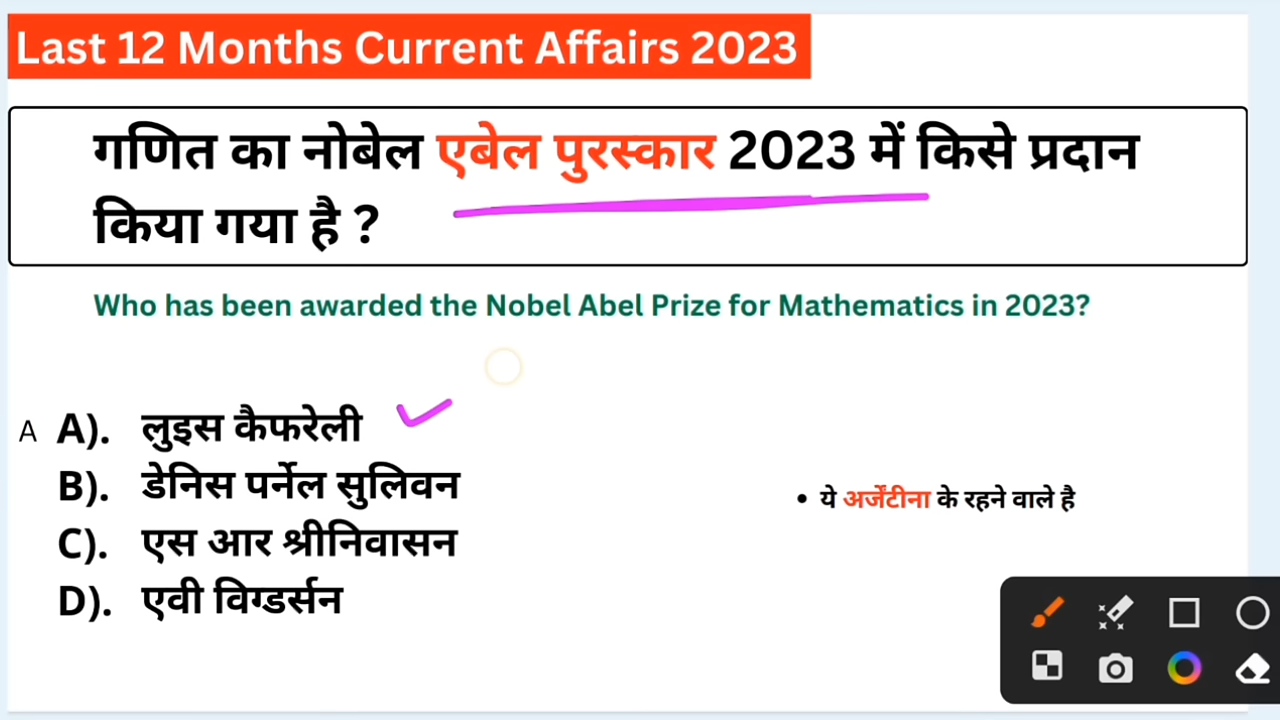 Last 12 Months Current Affairs 2023
गणित का नोबेल एबेल पुरस्कार 2023 में किसे प्रदान
किया गया है ?
Who has been awarded the Nobel Abel Prize for Mathematics in 2023?
A A). लुइस कैफरेली
B). डेनिस पर्नेल सुलिवन
• ये अर्जेंटीना के रहने वाले है
C). एस आर श्रीनिवासन
D). एवी विग्डर्सन